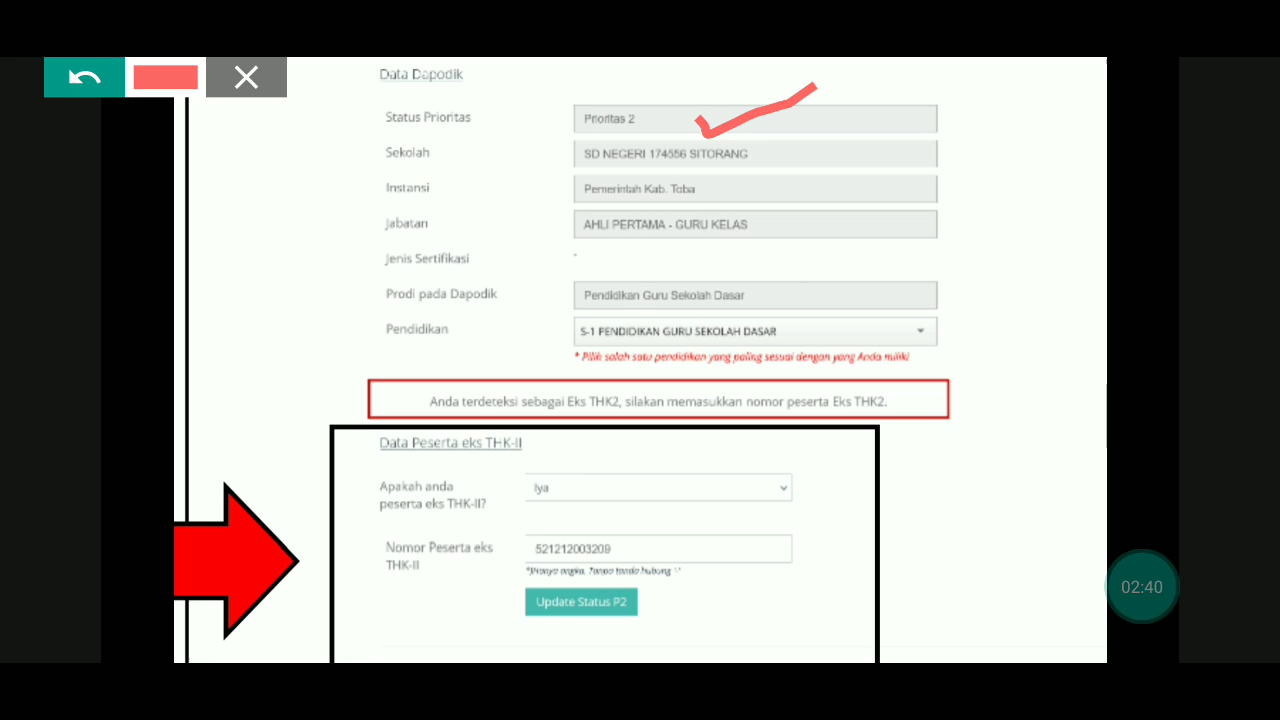 Data Dapodik
Status Prioritas Prioritas 2
Sekolah SD NEGERI 174556 SITORANG
Instansi Pemerintah Kab. Toba
Jabatan AHLI PERTAMA - GURU KELAS
Jenis Sertifikasi -
Prodi pada Dapodik Pendidikan Guru Sekolah Dasar
Pendidikan S-1 PENDIDIKAN GURU SEKOLAH DASAR
* Pilih salah satu pendidikan yang paling sesuai dengan yang Anda miliki
Anda terdeteksi sebagai Eks THK2, silakan memasukkan nomor peserta Eks THK2.
Data Peserta eks THK-II
Apakah anda
peserta eks THK-II? Iya
Nomor Peserta eks
THK-II 521212003209
*Hanya angka. Tanpa tanda hubung '-'
Update Status P2
02:40